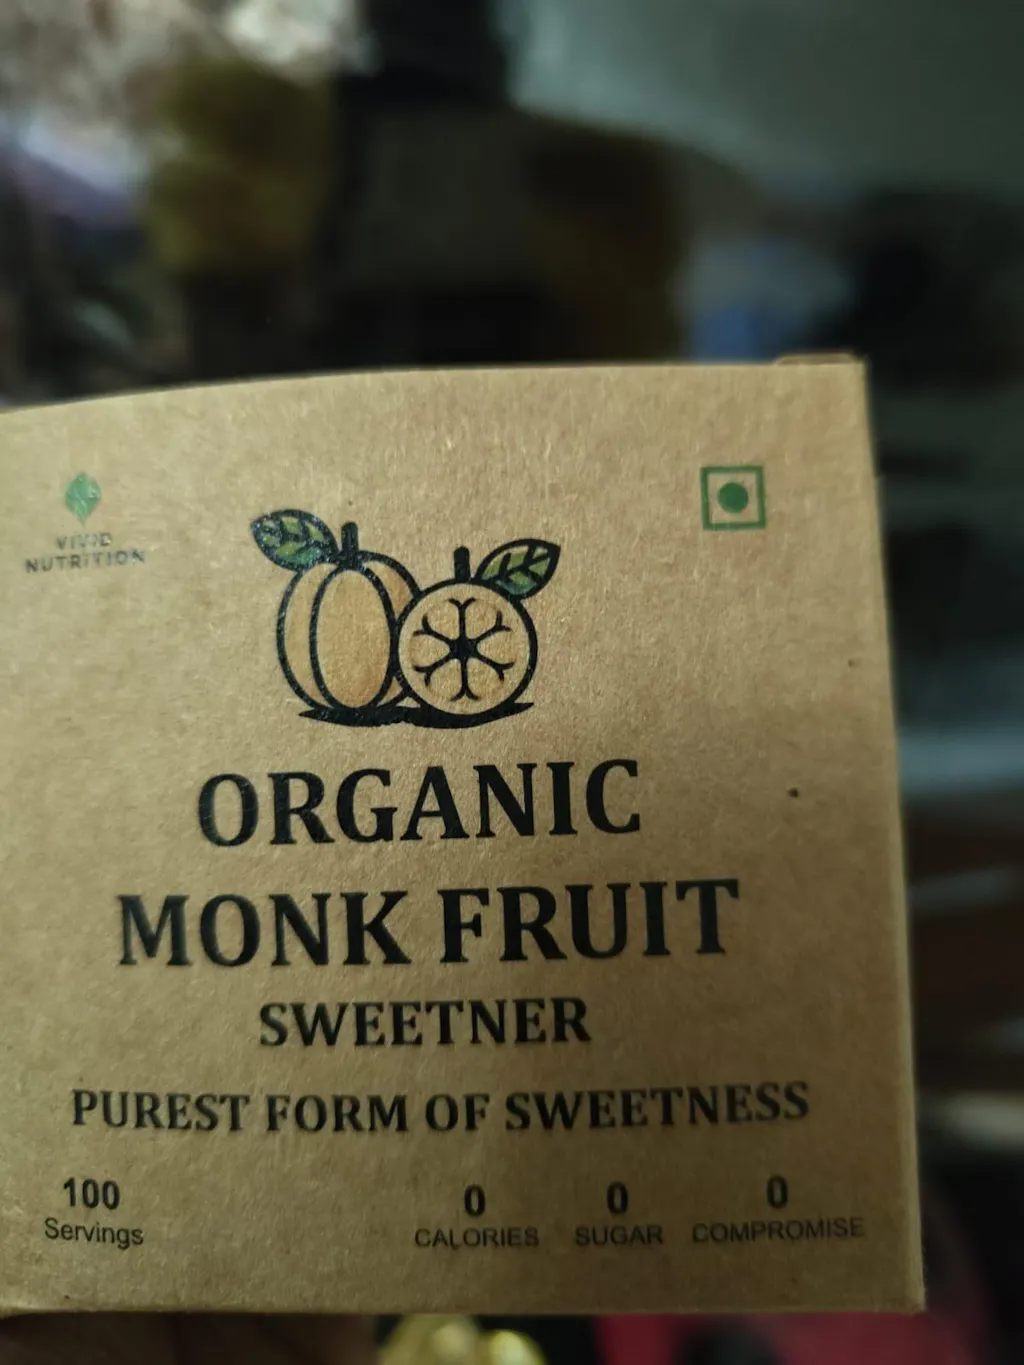 VIVID
NUTRITION
ORGANIC
MONK FRUIT
SWEETNER
PUREST FORM OF SWEETNESS
100
Servings
0
CALORIES
0
SUGAR
0
COMPROMISE